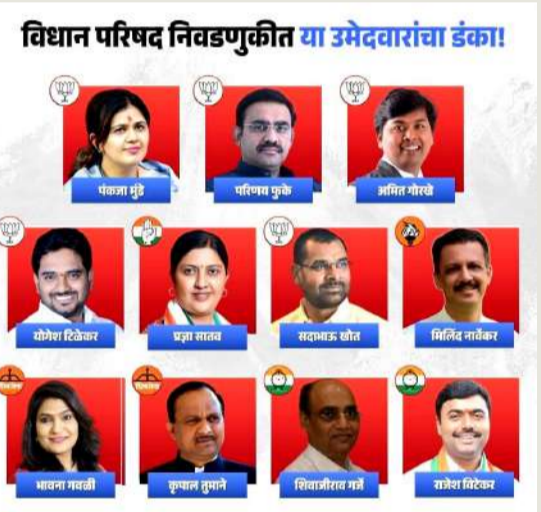 विधान परिषद निवडणुकीत या उमेदवारांचा डंका!
पंकजा मुंडे
परिणय फुके
अमित गोरखे
योगेश टिळेकर
प्रज्ञा सातव
सदाभाऊ खोत
मिलिंद नार्वेकर
भावना गवळी
कृपाल तुमाने
शिवाजीराव गर्जे
राजेश विटेकर